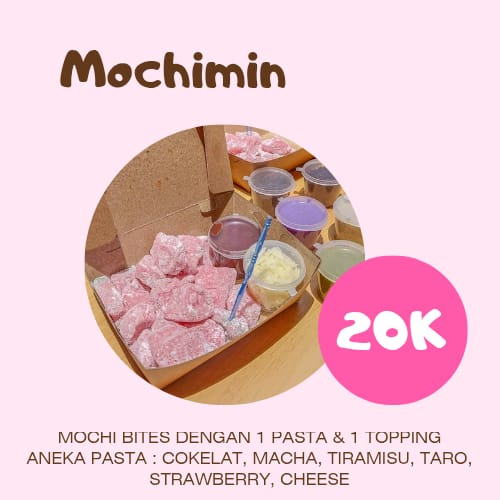 Mochimin
20K
MOCHI BITES DENGAN 1 PASTA & 1 TOPPING
ANEKA PASTA : COKELAT, MACHA, TIRAMISU, TARO,
STRAWBERRY, CHEESE